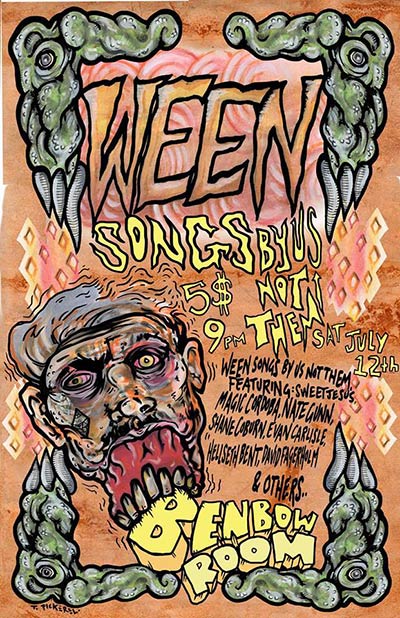 WEEN
SONGS BY US
NOT
THEM
5$
9PM
SAT JULY
12th
WEEN SONGS BY US NOT THEM
FEATURING: SWEET JESUS,
MAGIC CORDOBA, NATE GUNN,
SHANE COBURN, EVAN CARLISLE
HELLSETH BENT, DAVID FAGERHOLM
& OTHERS..
BENBOW
ROOM
T. PICKEREL